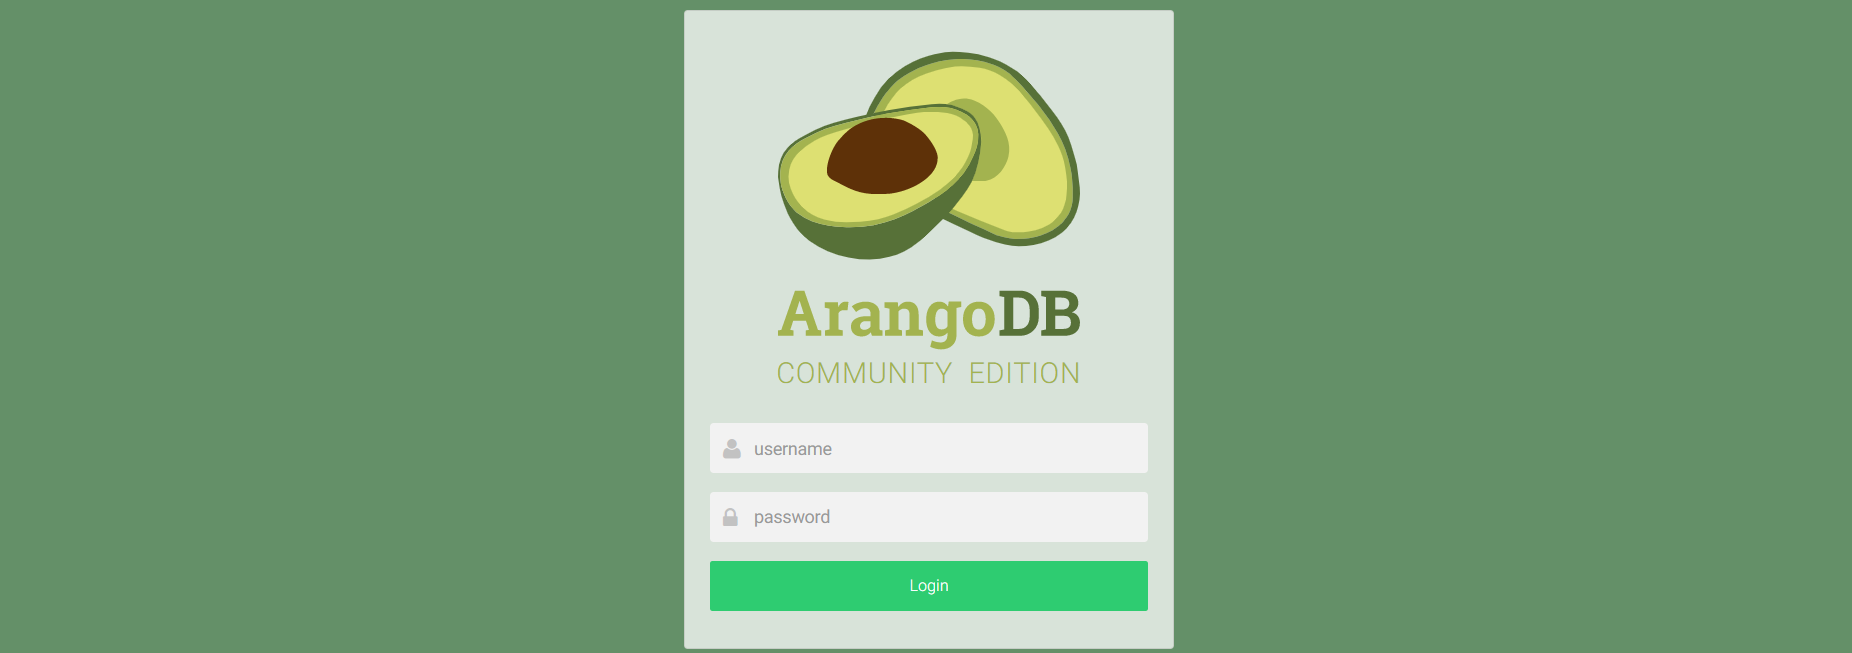 ArangoDB
COMMUNITY EDITION
username
password
Login